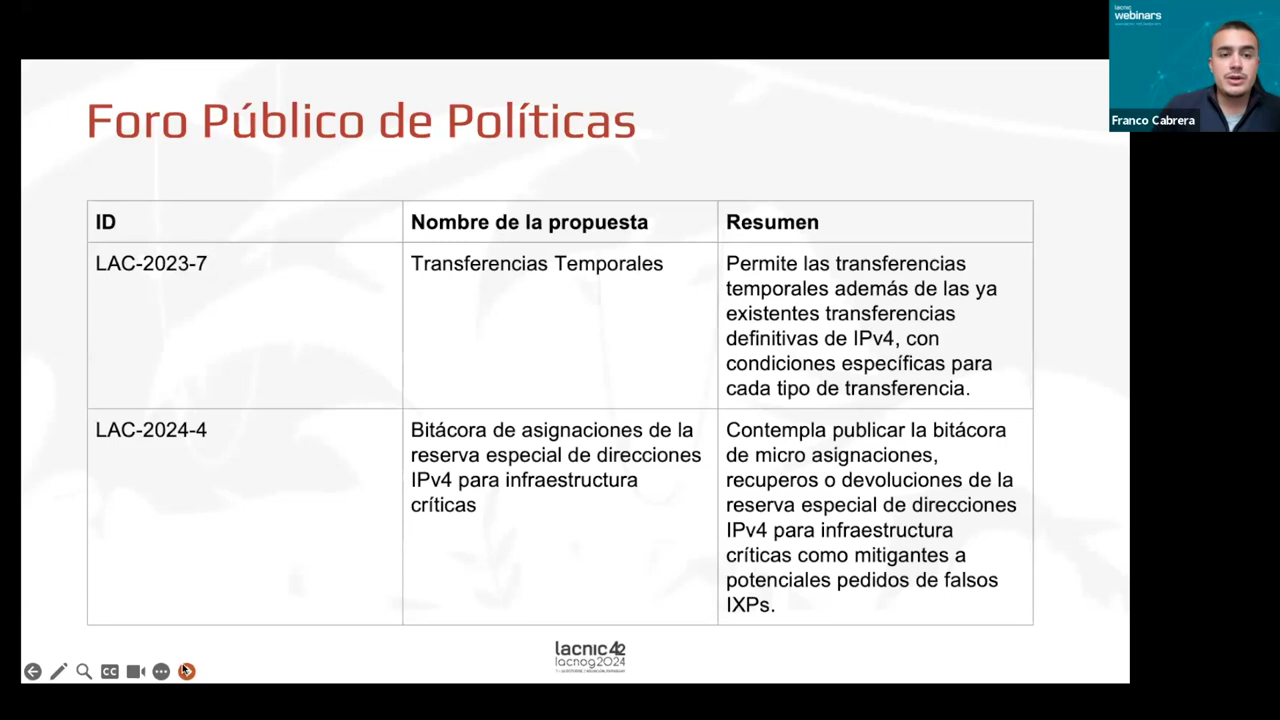 lacnic
webinars
Franco Cabrera
Foro Público de Políticas
ID
Nombre de la propuesta
Resumen
LAC-2023-7
Transferencias Temporales
Permite las transferencias
temporales además de las ya
existentes transferencias
definitivas de IPv4, con
condiciones específicas para
cada tipo de transferencia.
LAC-2024-4
Bitácora de asignaciones de la
reserva especial de direcciones
IPv4 para infraestructura
críticas
Contempla publicar la bitácora
de micro asignaciones,
recuperos o devoluciones de la
reserva especial de direcciones
IPv4 para infraestructura
críticas como mitigantes a
potenciales pedidos de falsos
IXPs.
CC
lacnic42
lacnog2024